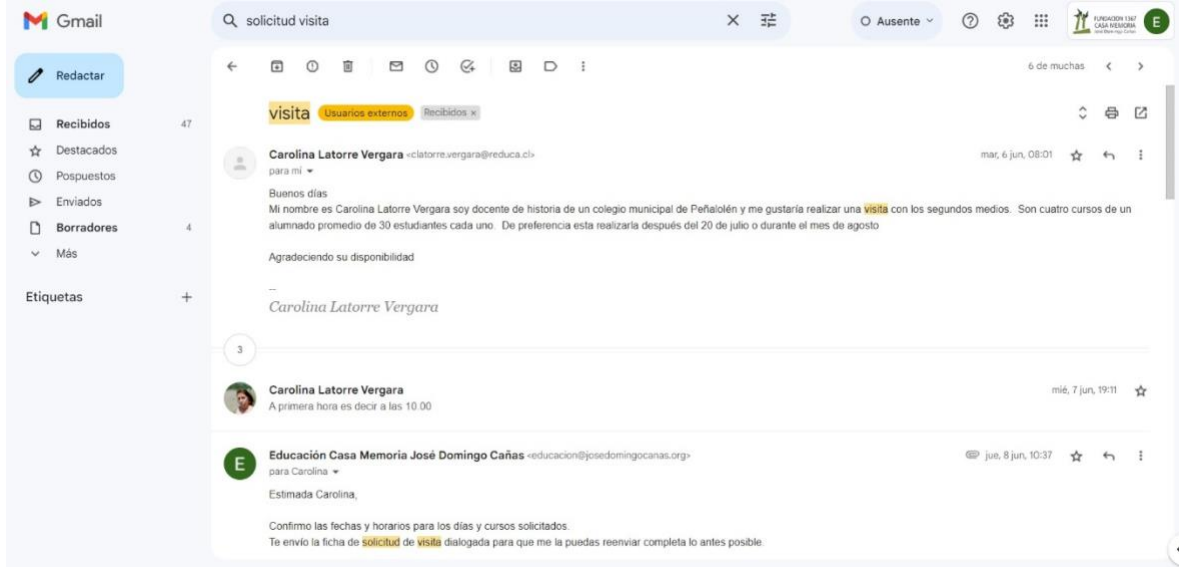 Gmail
solicitud visita
Ausente
FUNDACIÓN 1367
CASA MEMORIA
José Domingo Cañas
E
Redactar
6 de muchas
Recibidos 47
Destacados
Pospuestos
Enviados
Borradores 4
Más
Etiquetas
visita Usuarios externos Recibidos x
Carolina Latorre Vergara <clatorre.vergara@reduca.cl> mar, 6 jun, 08:01
para mí
Buenos días
Mi nombre es Carolina Latorre Vergara soy docente de historia de un colegio municipal de Peñalolén y me gustaría realizar una visita con los segundos medios. Son cuatro cursos de un
alumnado promedio de 30 estudiantes cada uno. De preferencia esta realizarla después del 20 de julio o durante el mes de agosto
Agradeciendo su disponibilidad
--
Carolina Latorre Vergara
3
Carolina Latorre Vergara mié, 7 jun, 19:11
A primera hora es decir a las 10.00
E
Educación Casa Memoria José Domingo Cañas <educacion@josedomingocanas.org> jue, 8 jun, 10:37
para Carolina
Estimada Carolina,
Confirmo las fechas y horarios para los días y cursos solicitados.
Te envío la ficha de solicitud de visita dialogada para que me la puedas reenviar completa lo antes posible.